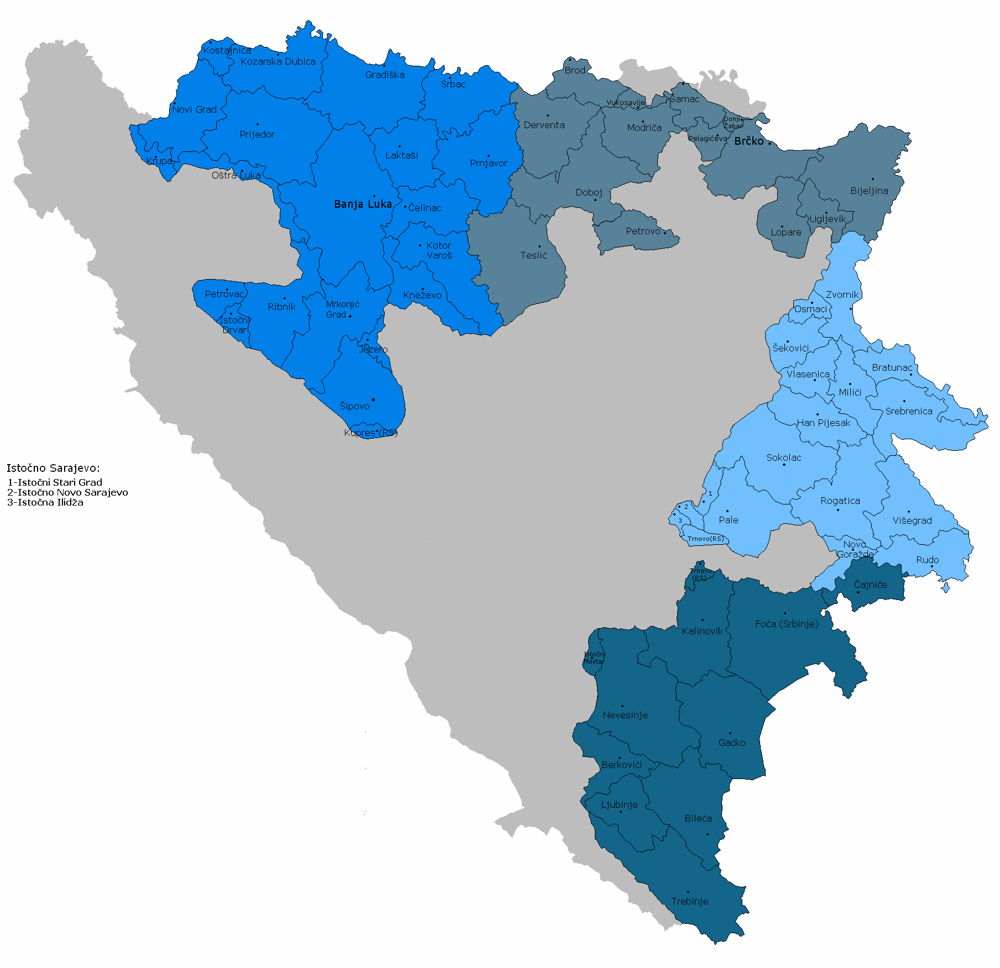 Kostajnica
Kozarska Dubica
Gradiška
Srbac
Brod
Novi Grad
Prijedor
Vukosavlje
Šamac
Derventa
Modriča
Donji
Žabar
Pelagićevo
Brčko
Krupa
Oštra Luka
Laktaši
Prnjavor
Banja Luka
Čelinac
Doboj
Bijeljina
Petrovo
Ugljevik
Lopare
Kotor
Varoš
Teslić
Petrovac
Ribnik
Mrkonjić
Grad
Kneževo
Istočni
Drvar
Jezero
Šipovo
Kupres (RS)
Zvornik
Osmaci
Šekovići
Vlasenica
Bratunac
Milići
Srebrenica
Han Pijesak
Sokolac
Istočno Sarajevo:
1-Istočni Stari Grad
2-Istočno Novo Sarajevo
3-Istočna Ilidža
1
2
3
Pale
Rogatica
Višegrad
Trnovo(RS)
Novo
Goražde
Rudo
Trnovo
(RS)
Čajniče
Kalinovik
Foča (Srbinje)
Istočni
Mostar
Nevesinje
Gacko
Berkovići
Ljubinje
Bileća
Trebinje